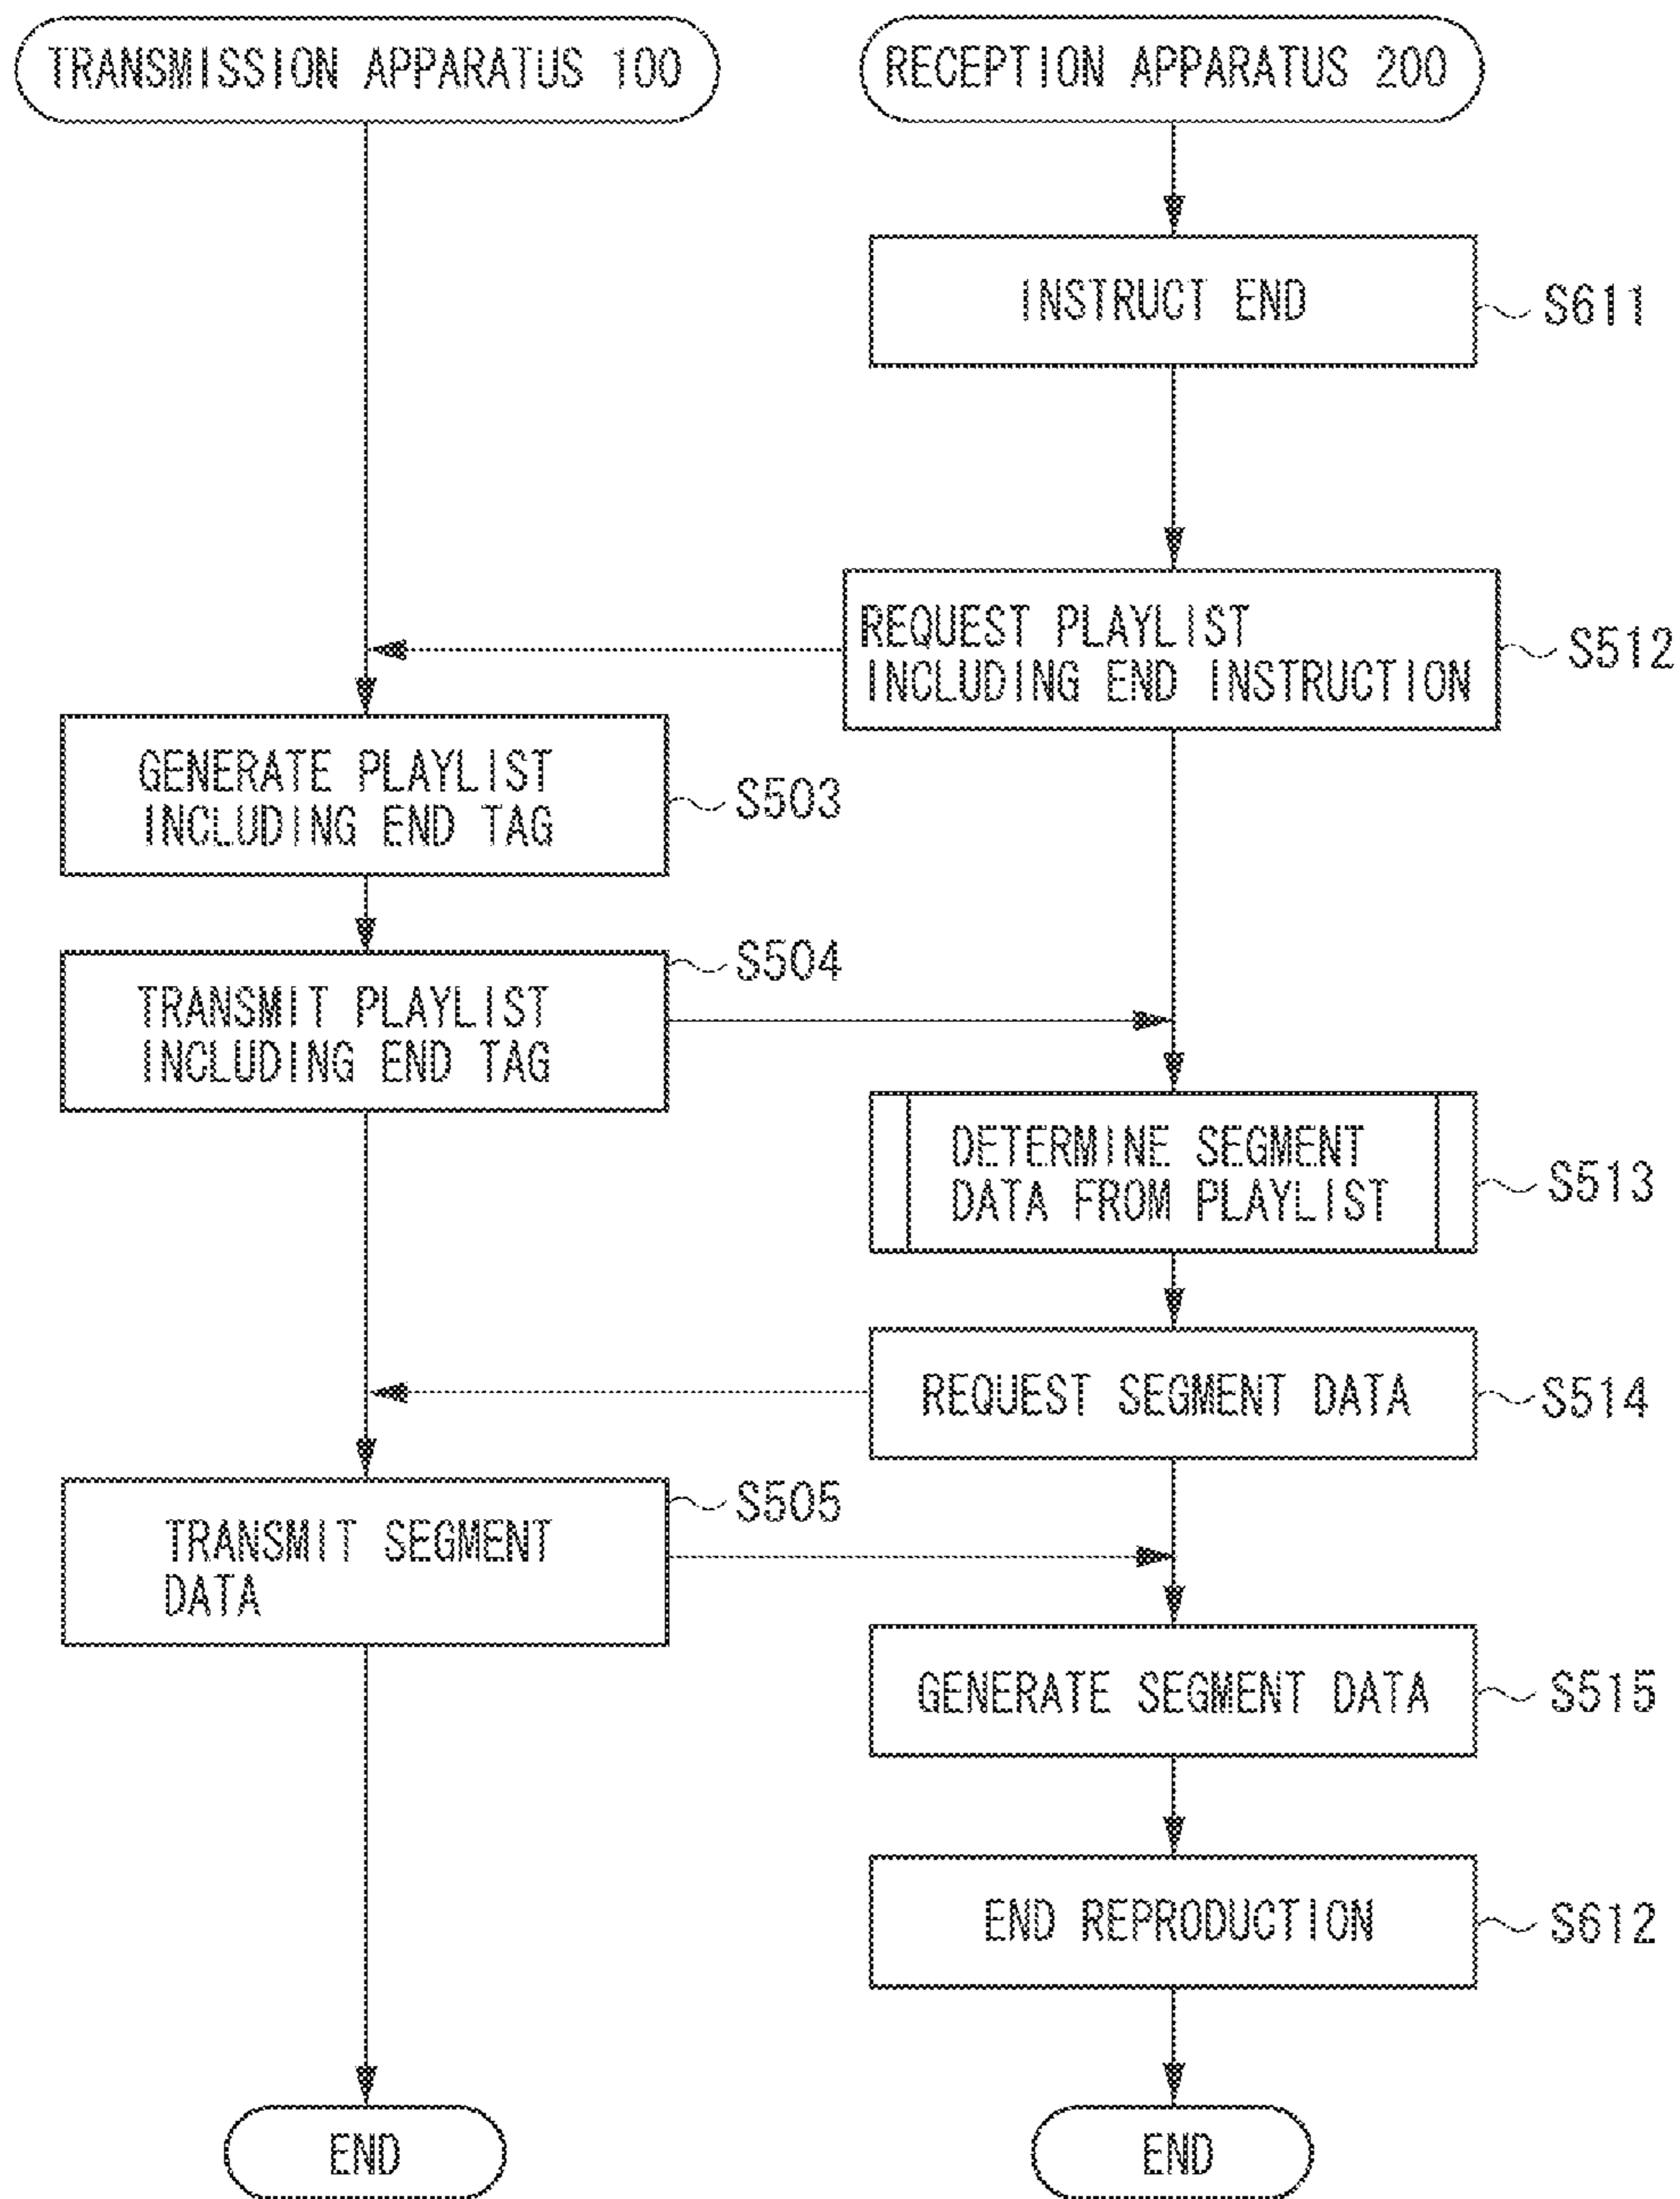 TRANSMISSION APPARATUS 100
RECEPTION APPARATUS 200
INSTRUCT END
S611
REQUEST PLAYLIST
INCLUDING END INSTRUCTION
S512
GENERATE PLAYLIST
INCLUDING END TAG
S503
TRANSMIT PLAYLIST
INCLUDING END TAG
S504
DETERMINE SEGMENT
DATA FROM PLAYLIST
S513
REQUEST SEGMENT DATA
S514
TRANSMIT SEGMENT
DATA
S505
GENERATE SEGMENT DATA
S515
END REPRODUCTION
S612
END
END